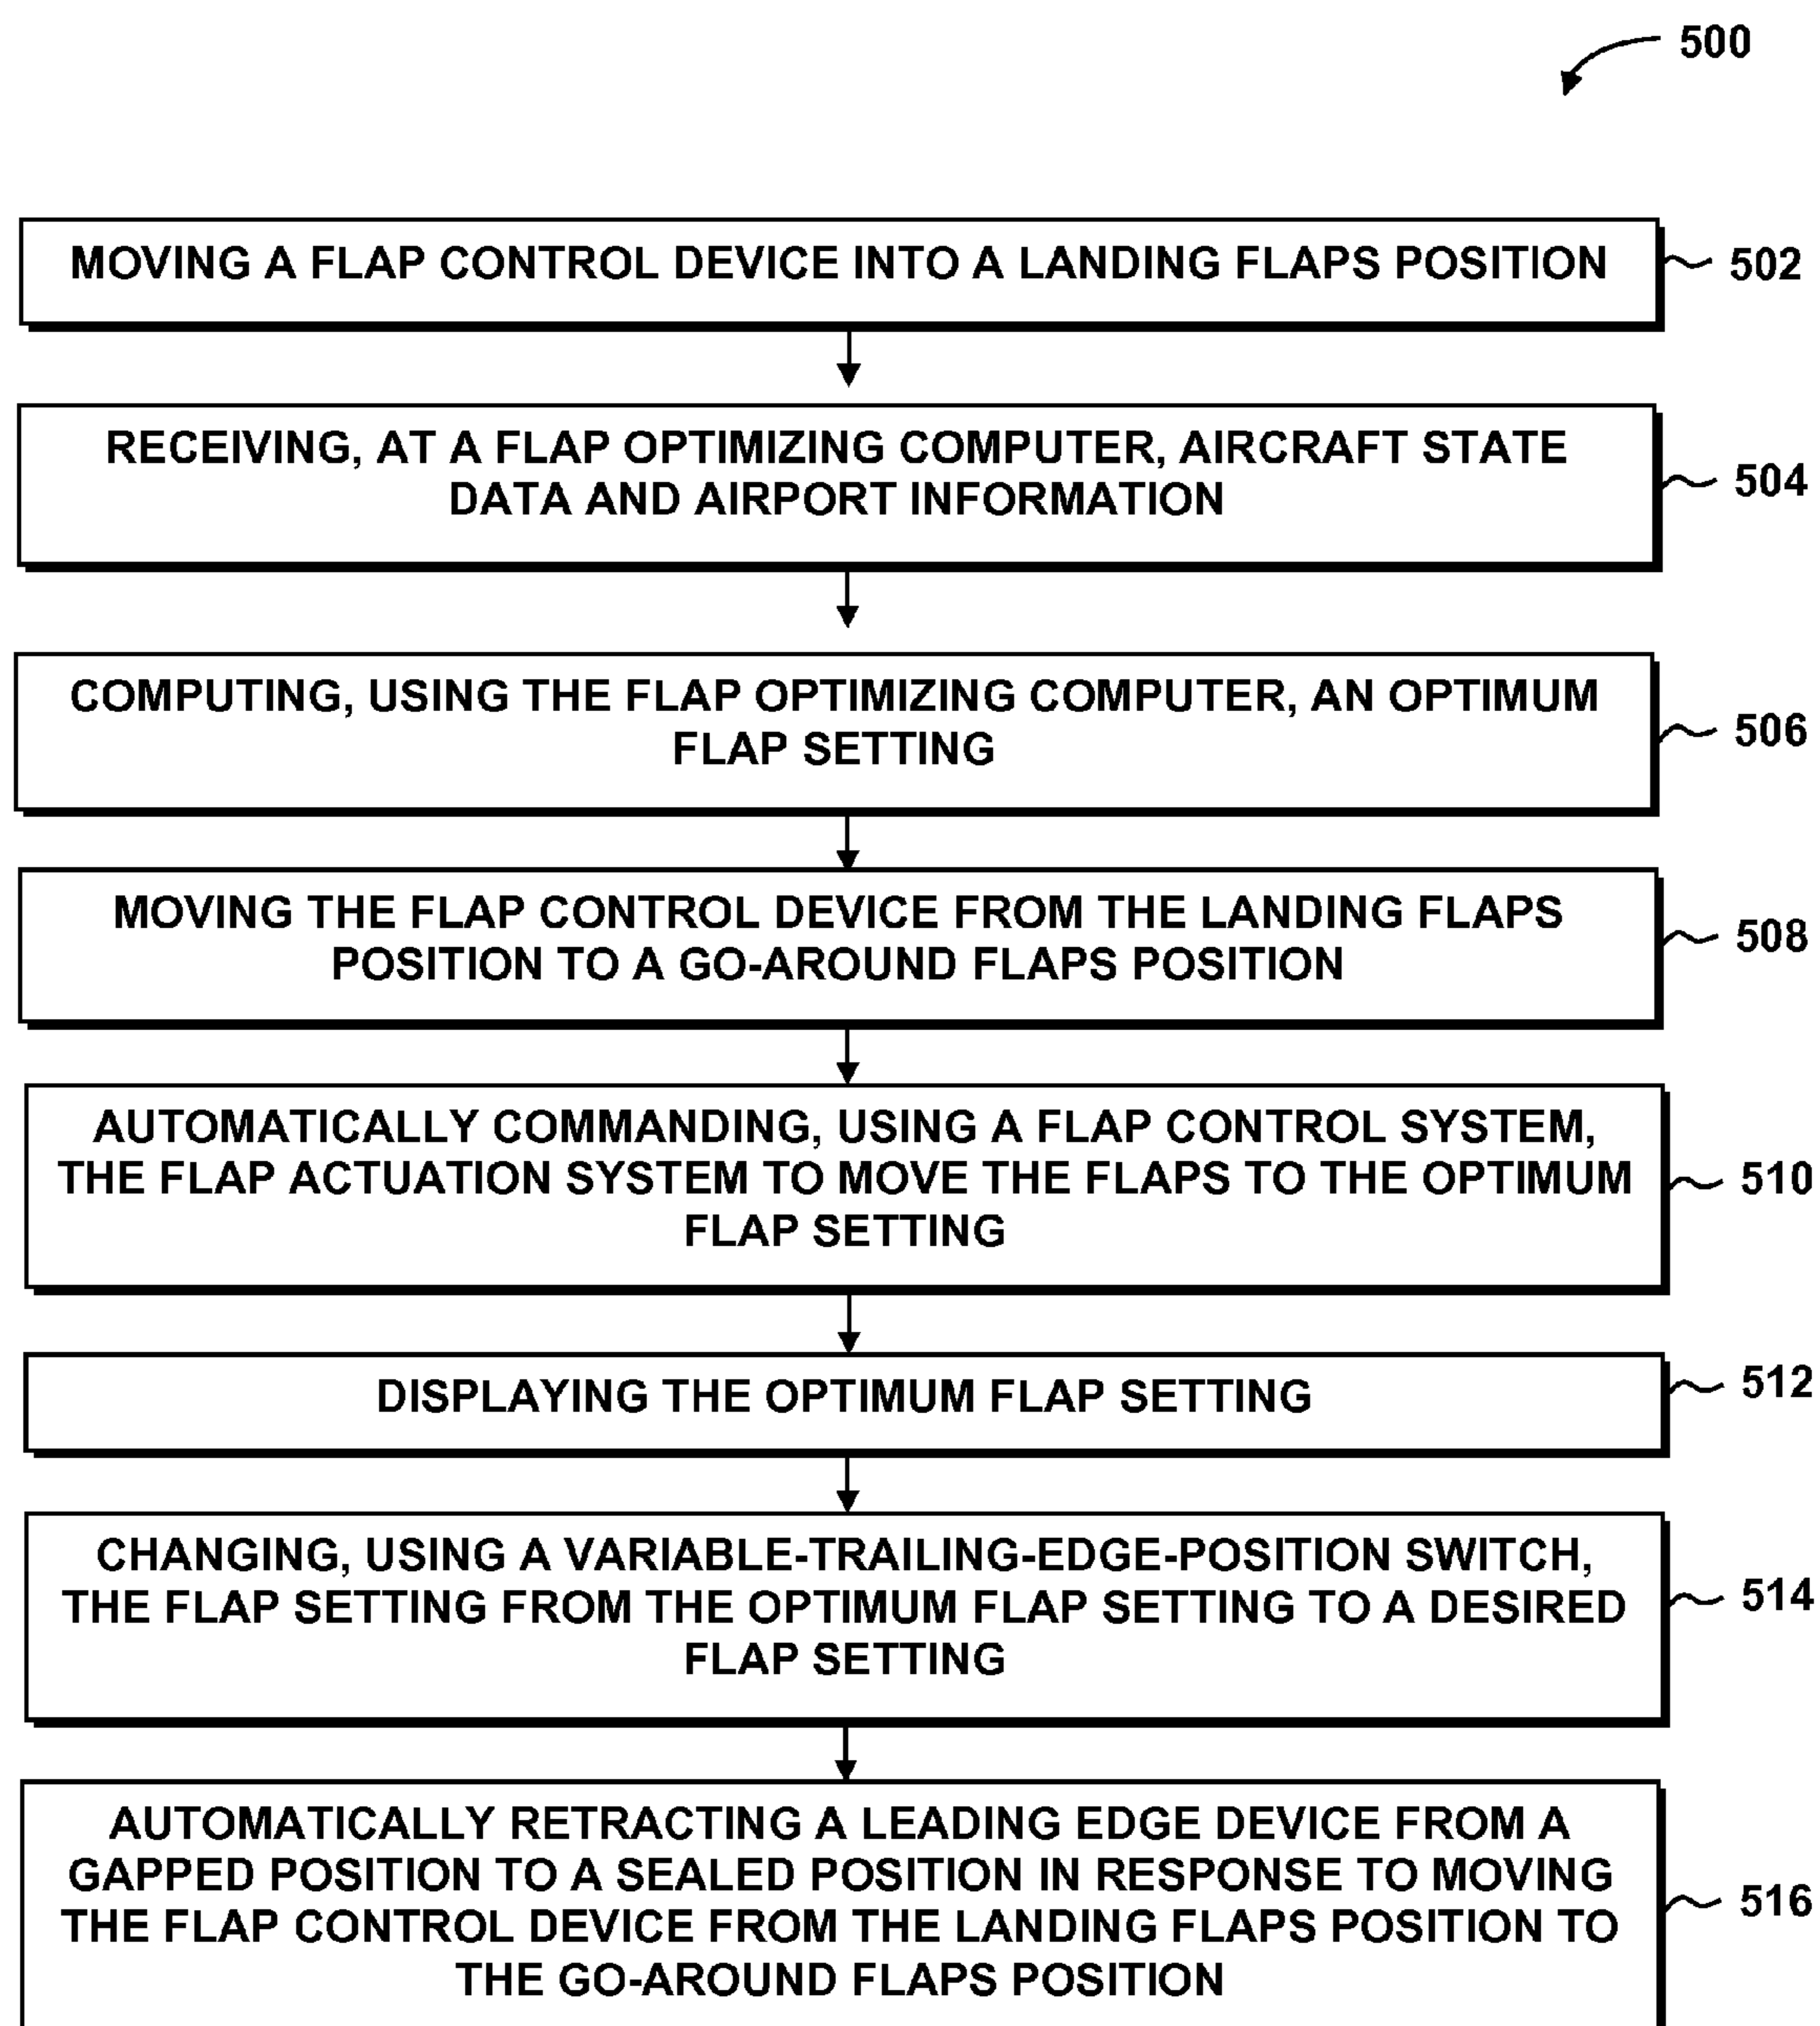 500
MOVING A FLAP CONTROL DEVICE INTO A LANDING FLAPS POSITION
502
RECEIVING, AT A FLAP OPTIMIZING COMPUTER, AIRCRAFT STATE
DATA AND AIRPORT INFORMATION
504
COMPUTING, USING THE FLAP OPTIMIZING COMPUTER, AN OPTIMUM
FLAP SETTING
506
MOVING THE FLAP CONTROL DEVICE FROM THE LANDING FLAPS
POSITION TO A GO-AROUND FLAPS POSITION
508
AUTOMATICALLY COMMANDING, USING A FLAP CONTROL SYSTEM,
THE FLAP ACTUATION SYSTEM TO MOVE THE FLAPS TO THE OPTIMUM
FLAP SETTING
510
DISPLAYING THE OPTIMUM FLAP SETTING
512
CHANGING, USING A VARIABLE-TRAILING-EDGE-POSITION SWITCH,
THE FLAP SETTING FROM THE OPTIMUM FLAP SETTING TO A DESIRED
FLAP SETTING
514
AUTOMATICALLY RETRACTING A LEADING EDGE DEVICE FROM A
GAPPED POSITION TO A SEALED POSITION IN RESPONSE TO MOVING
THE FLAP CONTROL DEVICE FROM THE LANDING FLAPS POSITION TO
THE GO-AROUND FLAPS POSITION
516